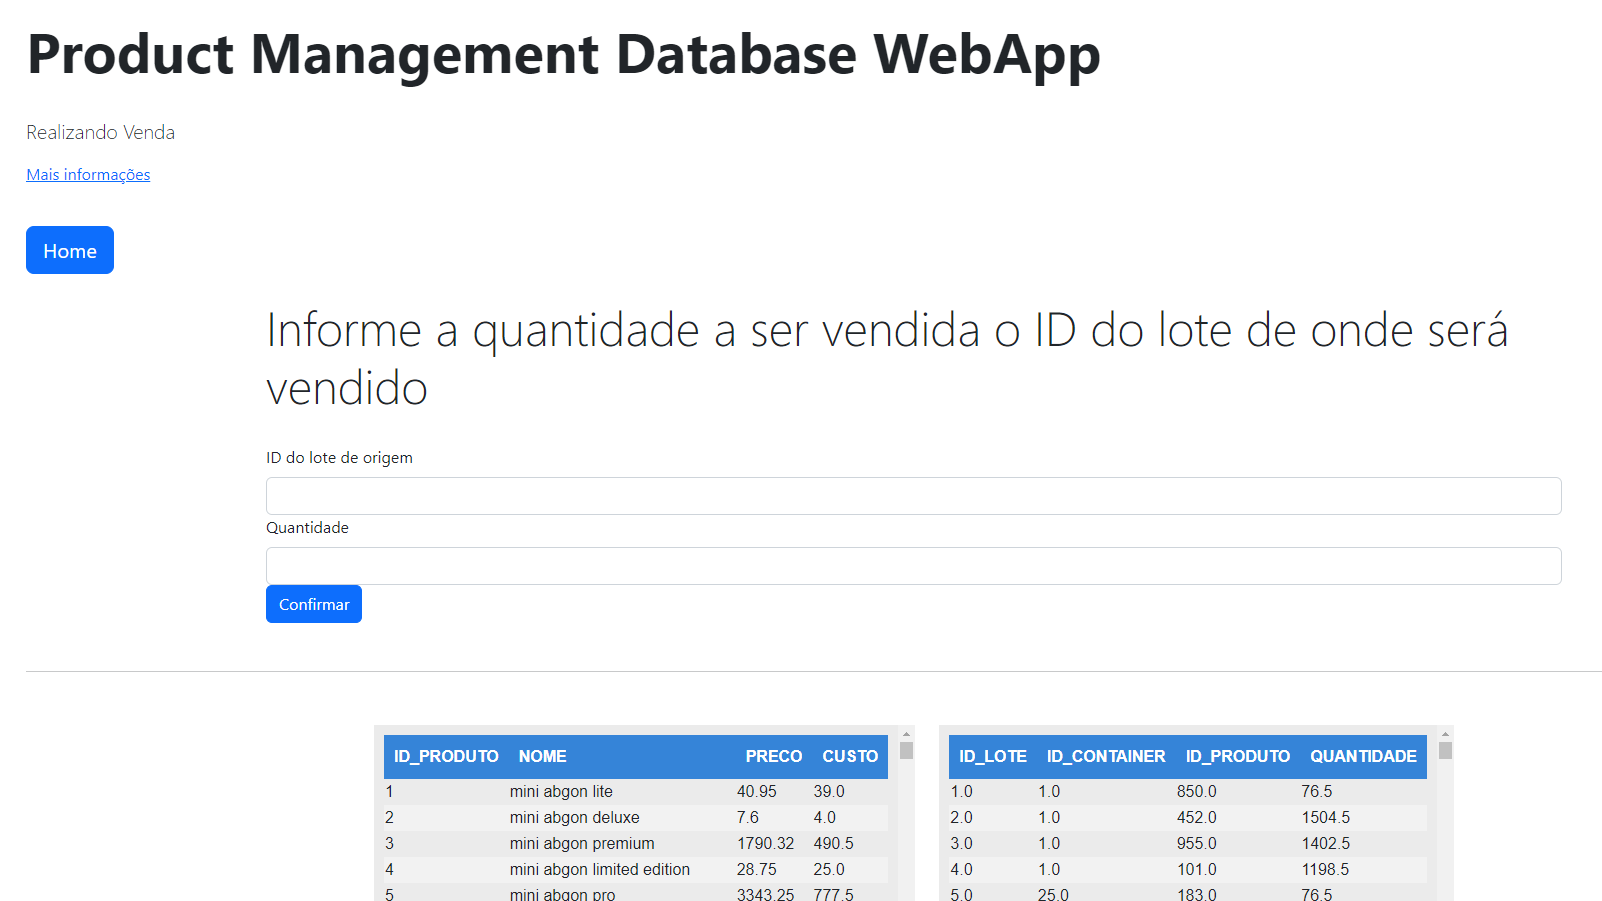 Product Management Database WebApp
Realizando Venda
Mais informações
Home
Informe a quantidade a ser vendida o ID do lote de onde será
vendido
ID do lote de origem
Quantidade
Confirmar
ID_PRODUTO NOME PRECO CUSTO
1 mini abgon lite 40.95 39.0
2 mini abgon deluxe 7.6 4.0
3 mini abgon premium 1790.32 490.5
4 mini abgon limited edition 28.75 25.0
5 mini abgon pro 3343.25 777.5
ID_LOTE ID_CONTAINER ID_PRODUTO QUANTIDADE
1.0 1.0 850.0 76.5
2.0 1.0 452.0 1504.5
3.0 1.0 955.0 1402.5
4.0 1.0 101.0 1198.5
5.0 25.0 183.0 76.5